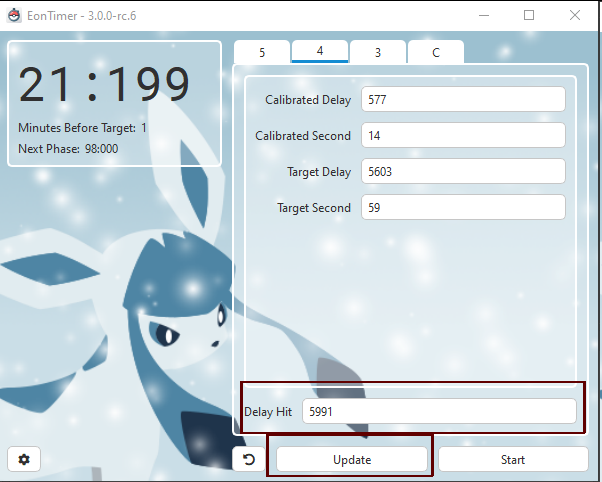 EonTimer - 3.0.0-rc.6
5 4 3 C
21:199
Minutes Before Target: 1
Next Phase: 98:000
Calibrated Delay 577
Calibrated Second 14
Target Delay 5603
Target Second 59
Delay Hit 5991
Update Start